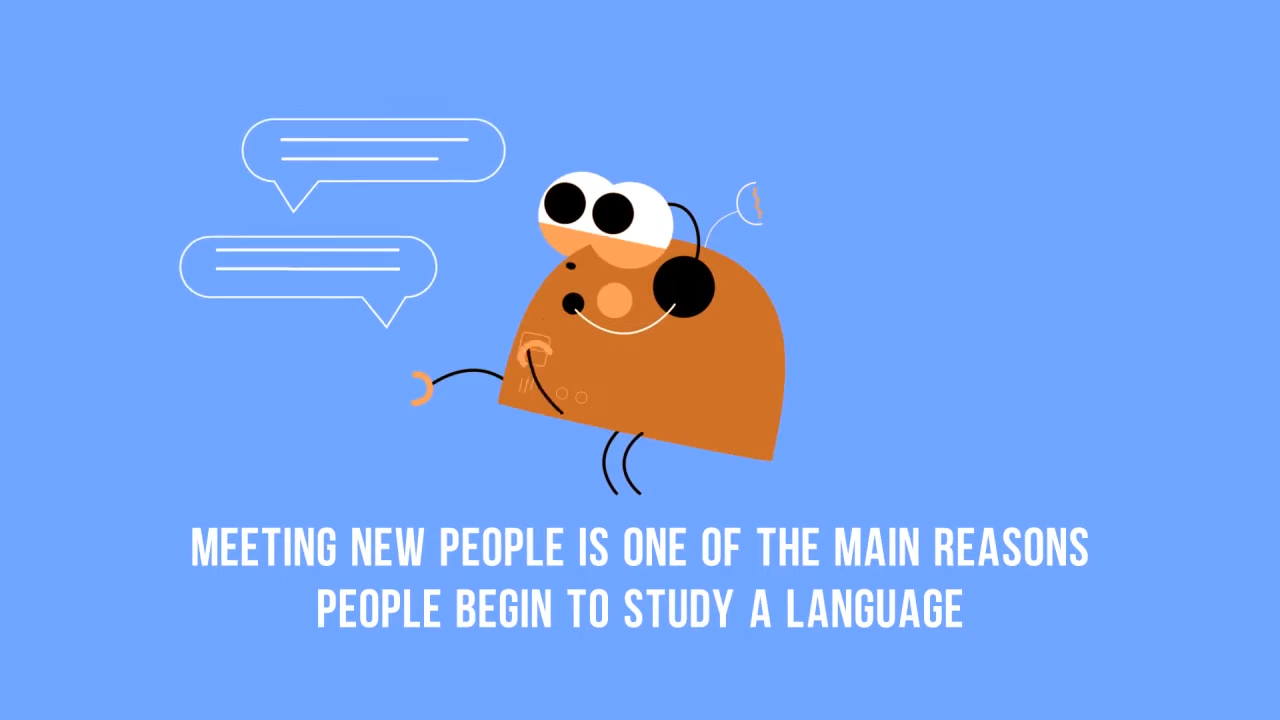 MEETING NEW PEOPLE IS ONE OF THE MAIN REASONS
PEOPLE BEGIN TO STUDY A LANGUAGE